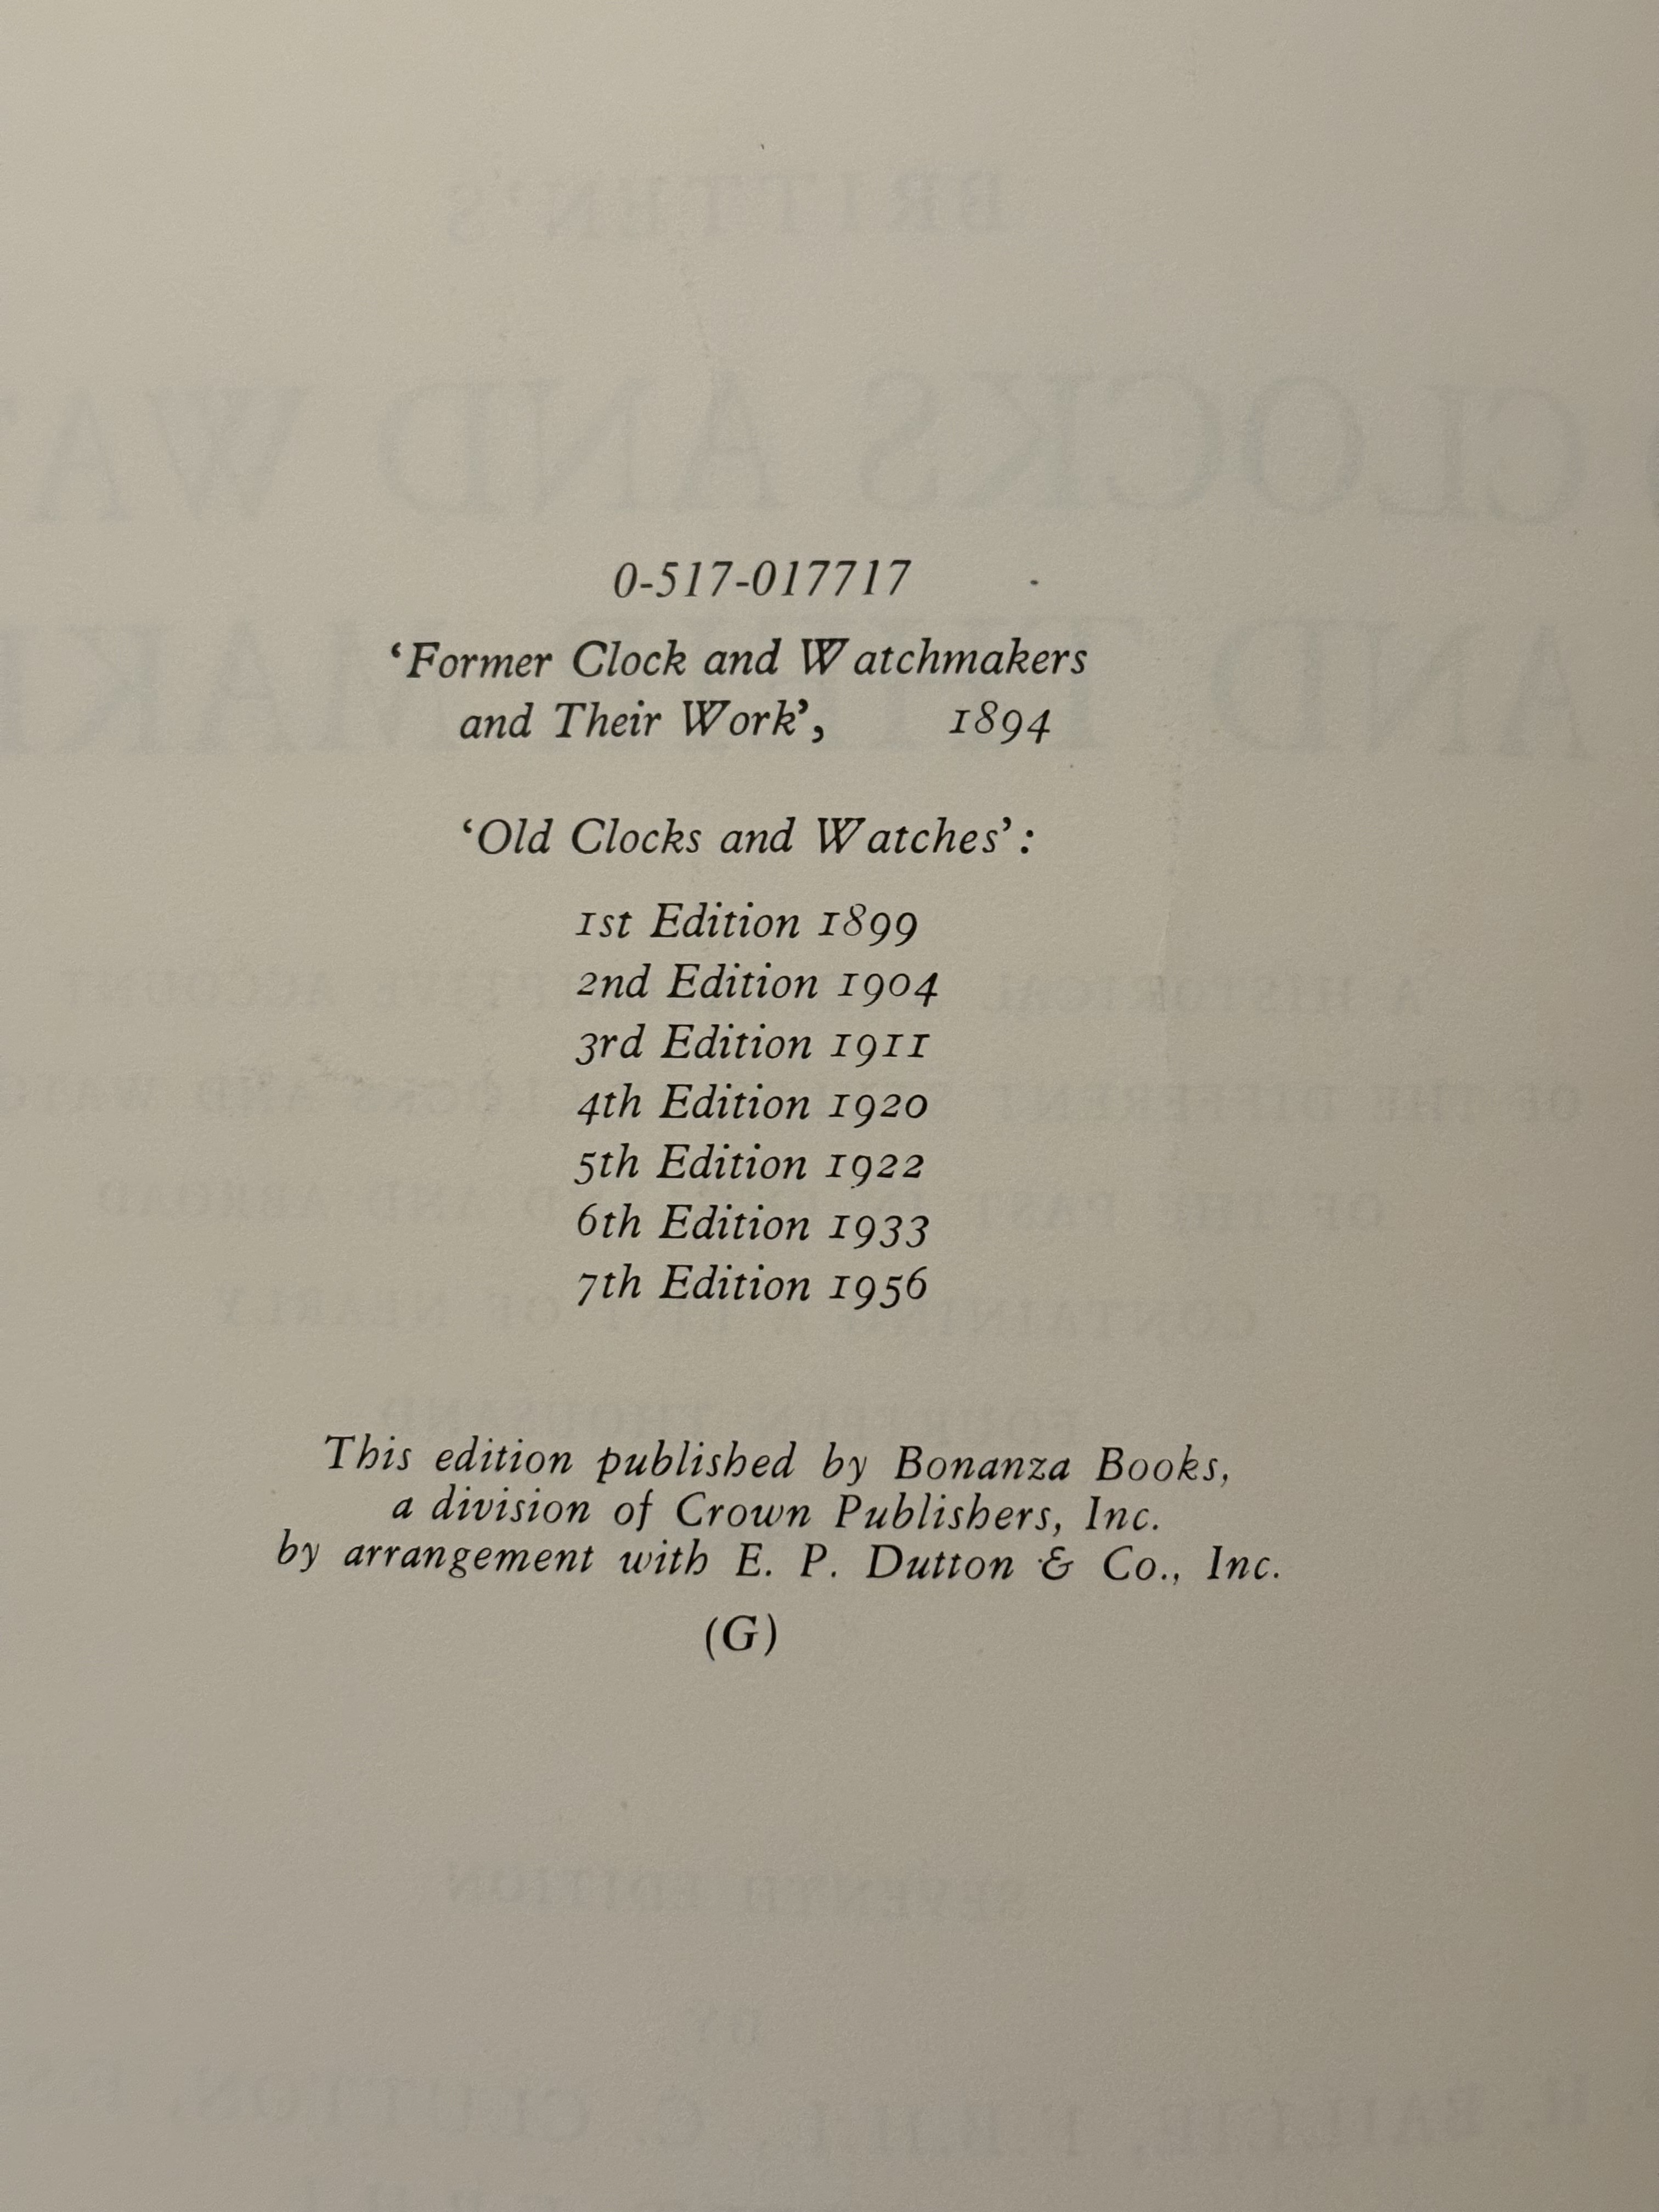 0-517-017717
‘Former Clock and Watchmakers
and Their Work’, 1894
‘Old Clocks and Watches’:
1st Edition 1899
2nd Edition 1904
3rd Edition 1911
4th Edition 1920
5th Edition 1922
6th Edition 1933
7th Edition 1956
This edition published by Bonanza Books,
a division of Crown Publishers, Inc.
by arrangement with E. P. Dutton & Co., Inc.
(G)